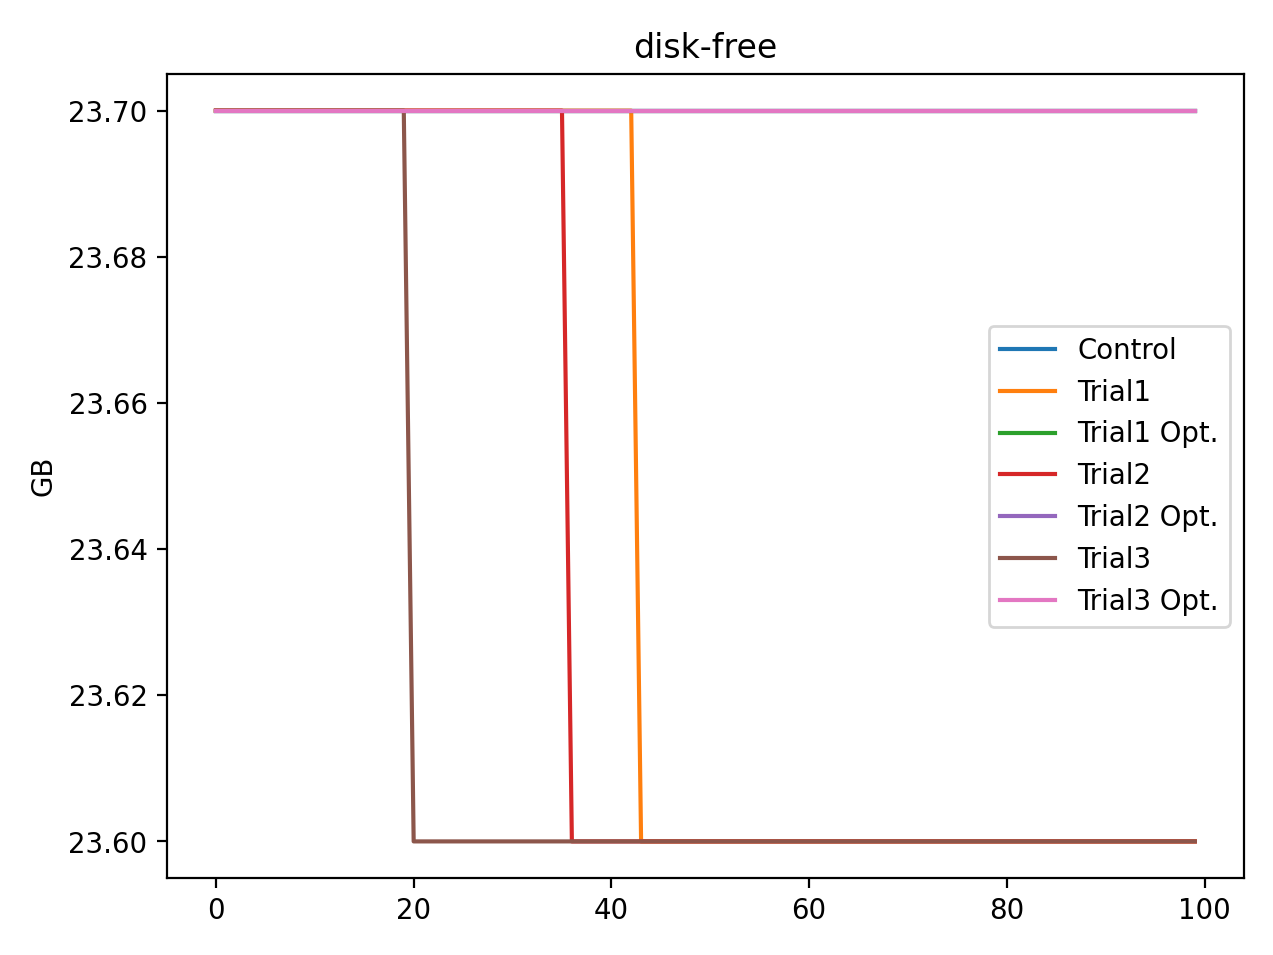 disk-free
23.70
23.68
23.66
23.64
23.62
23.60
GB
0 20 40 60 80 100
Control
Trial1
Trial1 Opt.
Trial2
Trial2 Opt.
Trial3
Trial3 Opt.